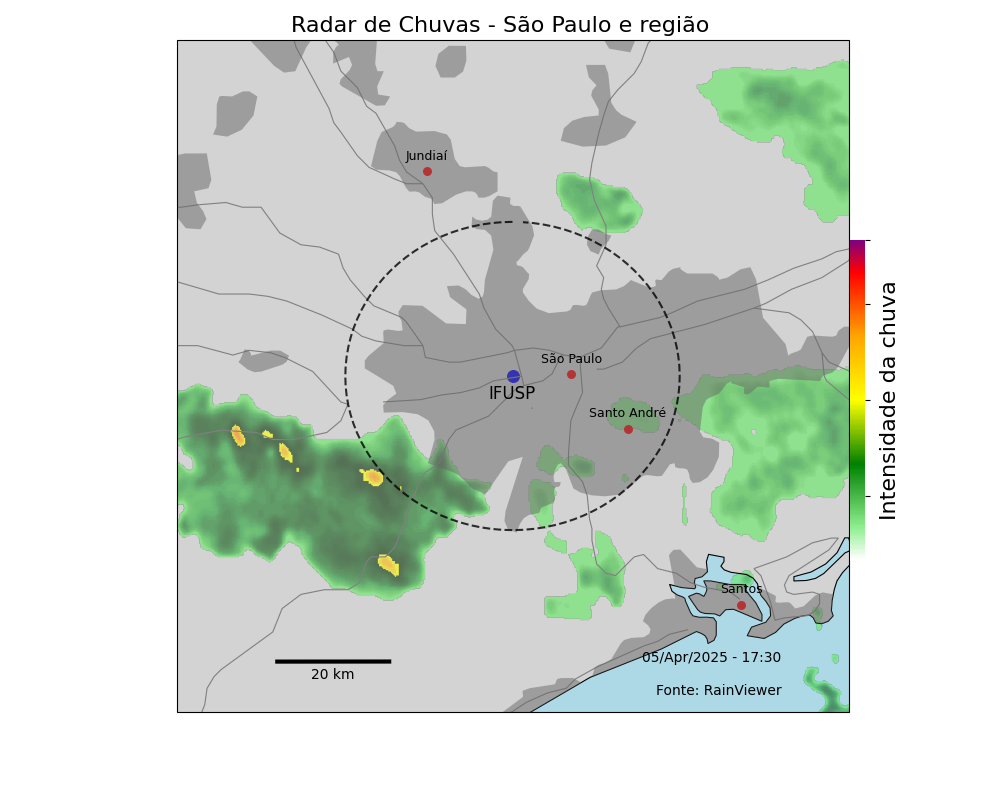 Radar de Chuvas - São Paulo e região
Jundiaí
São Paulo
IFUSP
Santo André
Intensidade da chuva
Santos
05/Apr/2025 - 17:30
20 km
Fonte: RainViewer